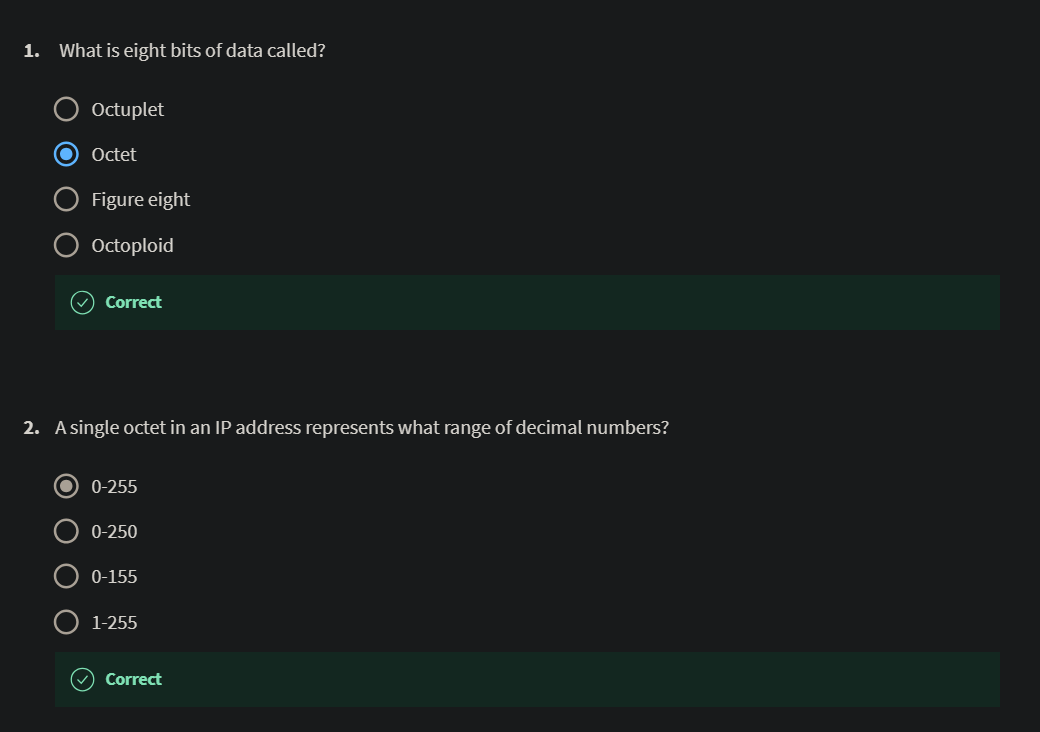 1. What is eight bits of data called?
Octuplet
Octet
Figure eight
Octoploid
Correct
2. A single octet in an IP address represents what range of decimal numbers?
0-255
0-250
0-155
1-255
Correct